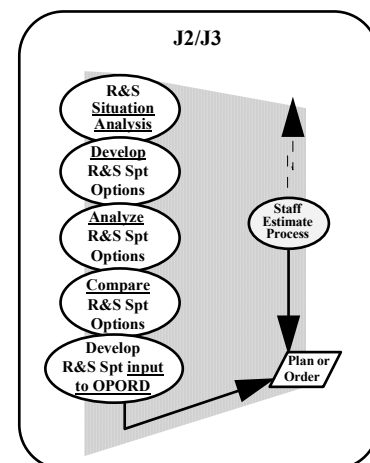 J2/J3
R&S
Situation
Analysis
Develop
R&S Spt
Options
Analyze
R&S Spt
Options
Compare
R&S Spt
Options
Develop
R&S Spt input
to OPORD
Staff
Estimate
Process
Plan or
Order